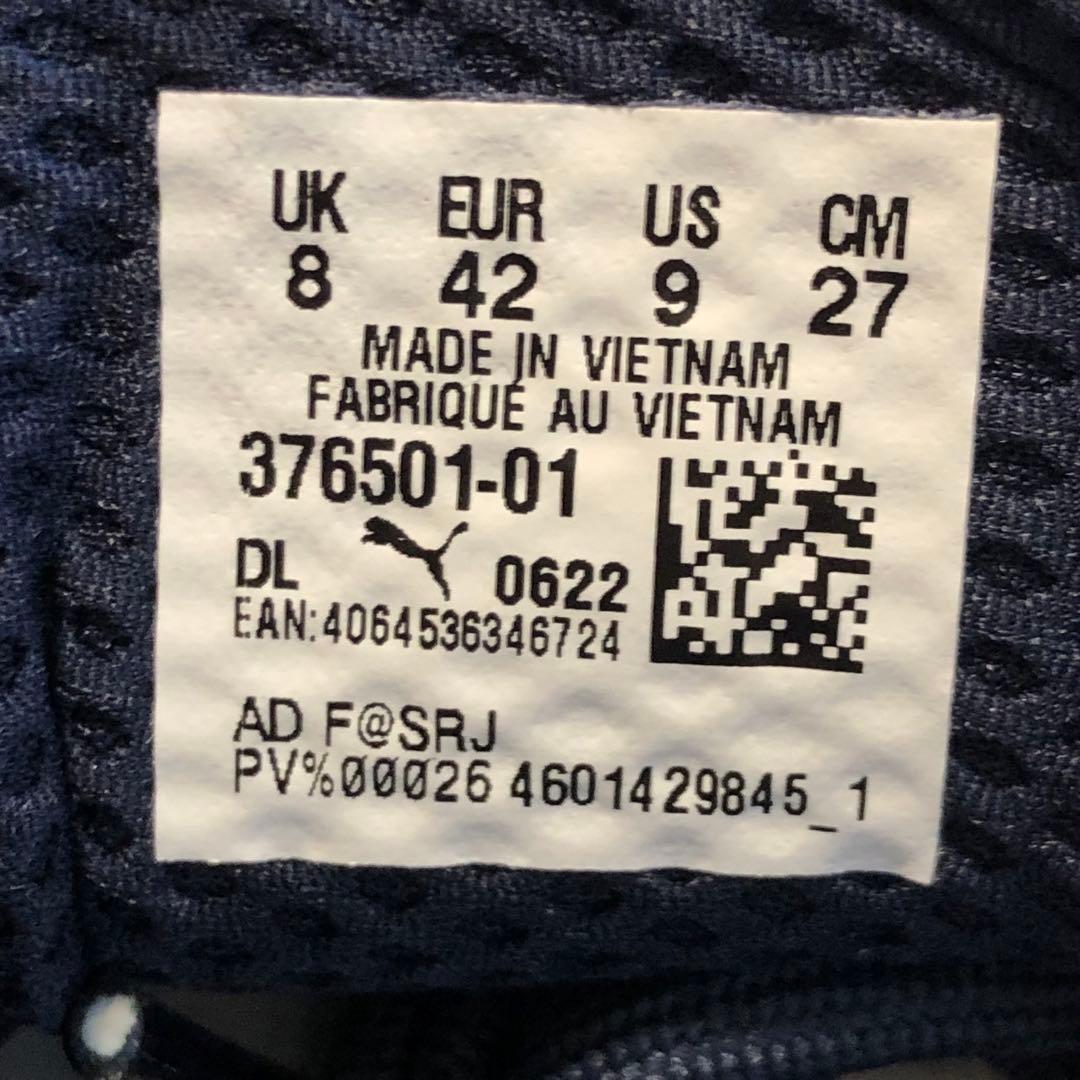 UK EUR US CM
8 42 9 27
MADE IN VIETNAM
FABRIQUÉ AU VIETNAM
376501-01
DL 0622
EAN:4064536346724
AD F@SRJ
PV%00026 4601429845_1